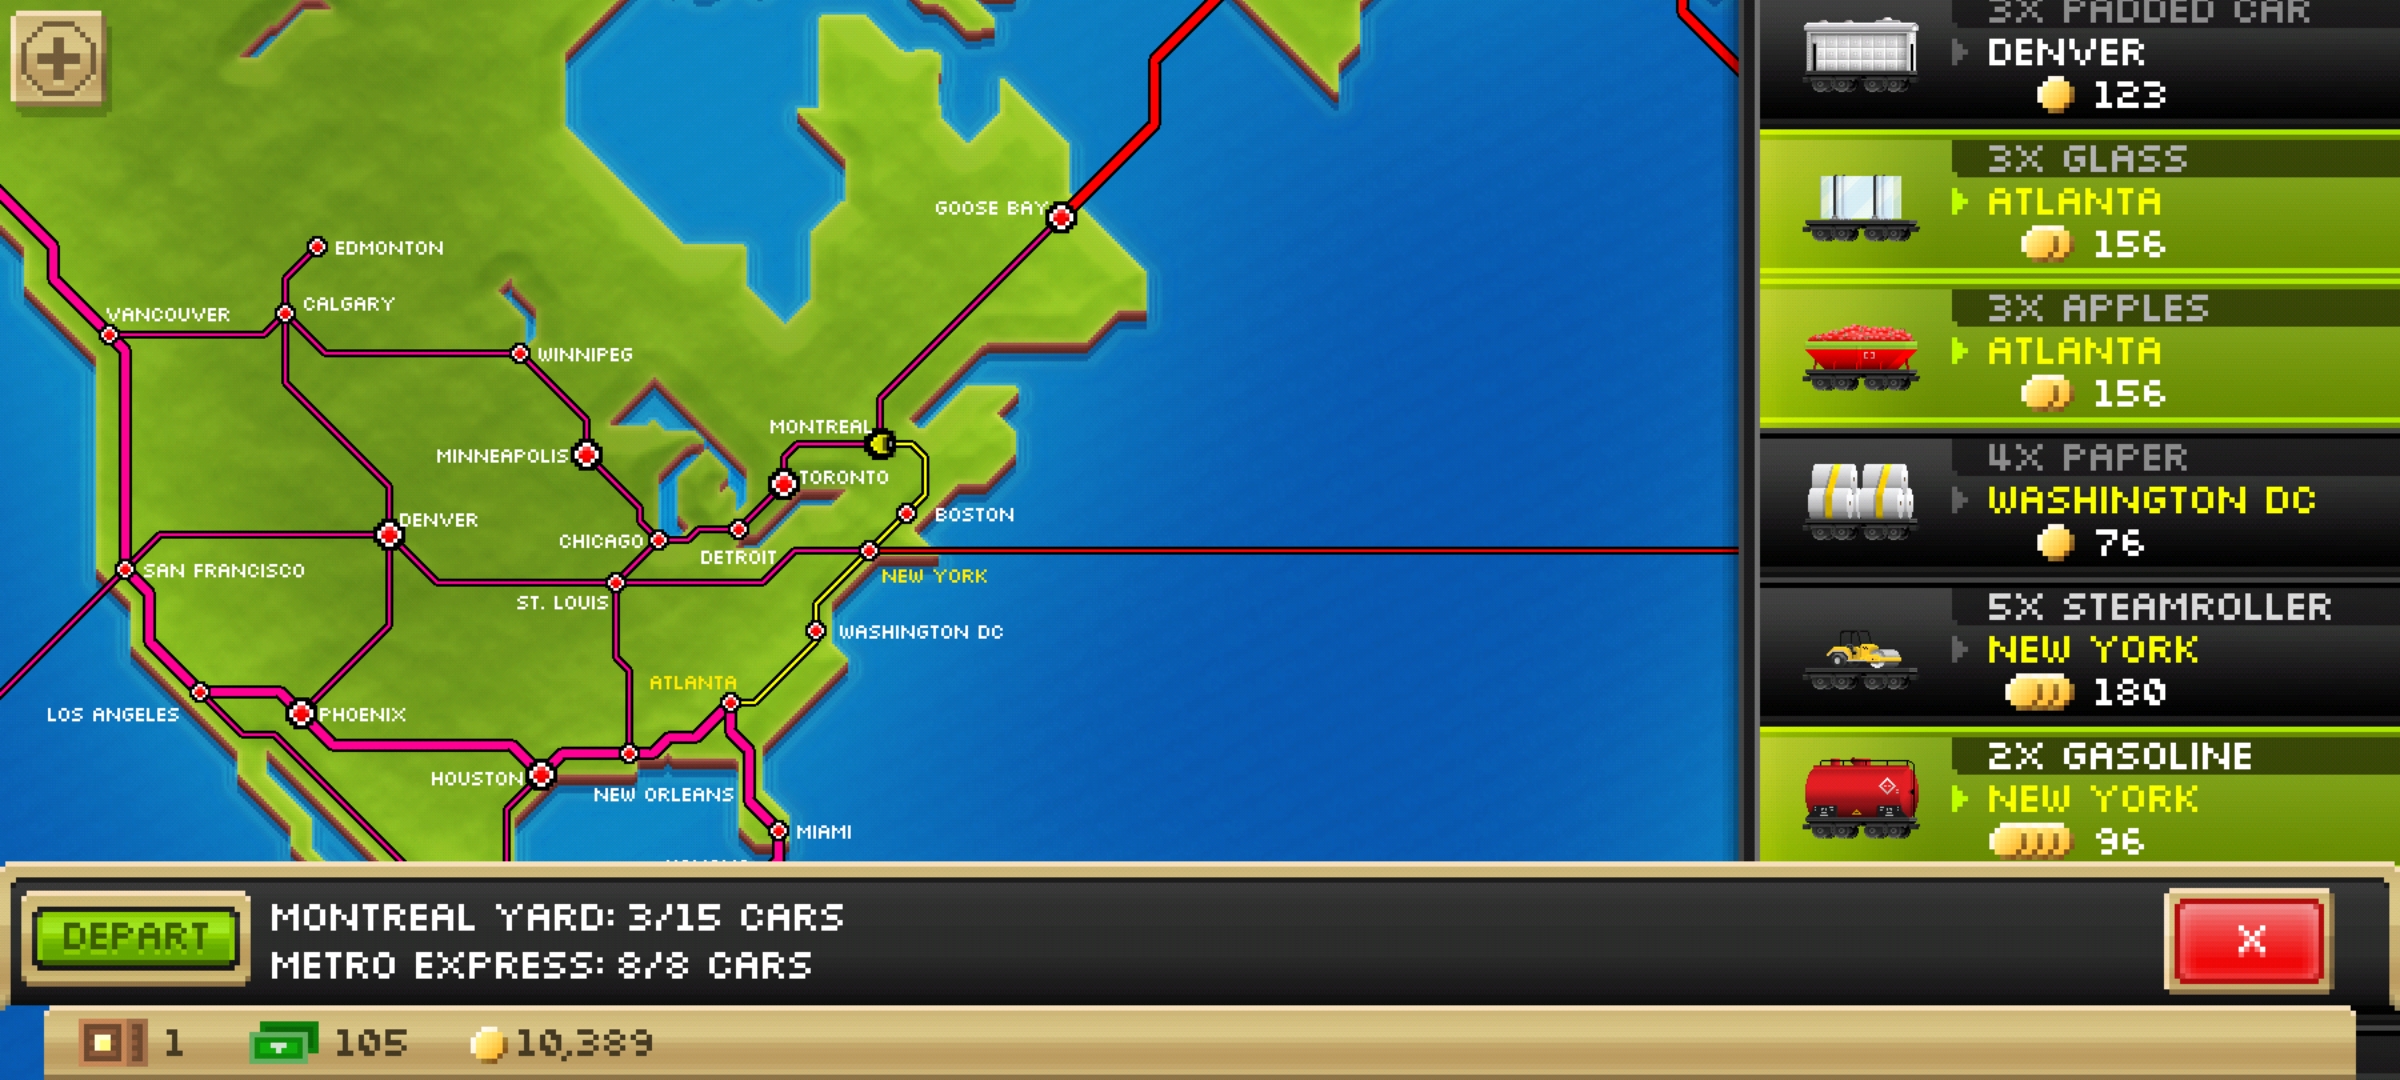 3X PADDED CAR
DENVER
123
3X GLASS
ATLANTA
156
3X APPLES
ATLANTA
156
4X PAPER
WASHINGTON DC
76
5X STEAMROLLER
NEW YORK
180
2X GASOLINE
NEW YORK
96
GOOSE BAY
EDMONTON
CALGARY
VANCOUVER
WINNIPEG
MONTREAL
MINNEAPOLIS
TORONTO
DENVER
BOSTON
CHICAGO
DETROIT
SAN FRANCISCO
NEW YORK
ST. LOUIS
WASHINGTON DC
ATLANTA
LOS ANGELES
PHOENIX
HOUSTON
NEW ORLEANS
MIAMI
DEPART
MONTREAL YARD: 3/15 CARS
METRO EXPRESS: 8/8 CARS
X
1
105
10,389